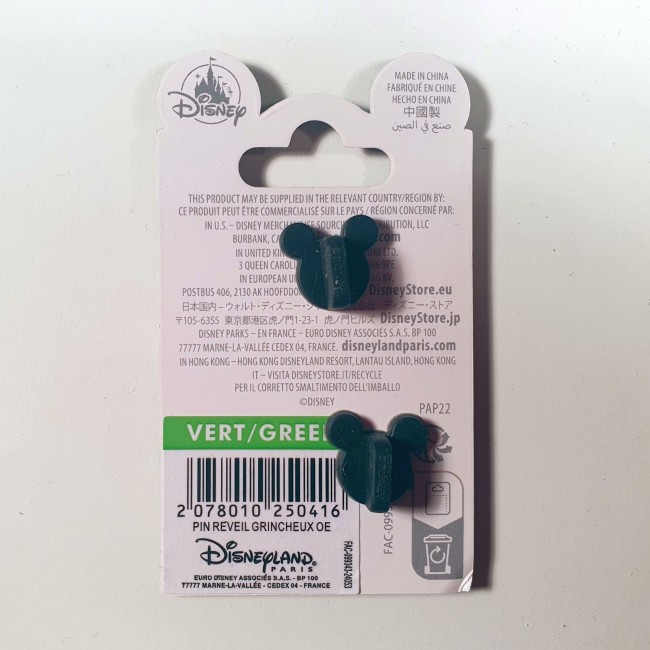 Disney
MADE IN CHINA
FABRIQUÉ EN CHINE
HECHO EN CHINA
中國製
صنع في الصين
THIS PRODUCT MAY BE SUPPLIED IN THE RELEVANT COUNTRY/REGION BY:
CE PRODUIT PEUT ÊTRE COMMERCIALISÉ SUR LE PAYS / RÉGION CONCERNÉ PAR:
IN U.S.– DISNEY
LLC
BURBANK,
.com
IN UNITED
LTD.
3 QUEEN
9PE
IN EUROPEAN
POSTBUS 406, 2130 AK
DisneyStore.eu
日本国内 – ウォルト・ディズニー・
ディズニー・ストア
〒105-6355 東京都港区虎ノ門1-23-1 虎ノ門ヒルズ DisneyStore.jp
DISNEY PARKS – EN FRANCE – EURO DISNEY ASSOCIÉS S.A.S. BP 100
77777 MARNE-LA-VALLÉE CEDEX 04, FRANCE. disneylandparis.com
IN HONG KONG – HONG KONG DISNEYLAND RESORT, LANTAU ISLAND, HONG KONG
IT – VISITA DISNEYSTORE.IT/RECYCLE
PER IL CORRETTO SMALTIMENTO DELL'IMBALLO
©DISNEY
PAP22
VERT/GREE
2 078010 250416
PIN REVEIL GRINCHEUX OE
DISNEYLAND
PARIS
EURO DISNEY ASSOCIÉS S.A.S. - BP 100
77777 MARNE-LA-VALLÉE - CEDEX 04 - FRANCE
FAC-099343-24053